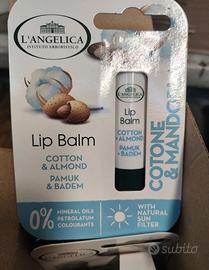 L'ANGELICA
ISTITUTO ERBORISTICO
Lip Balm
COTTON
& ALMOND
PAMUK
& BADEM
0%
MINERAL OILS
PETROLATUM
COLOURANTS
L'ANGELICA
Lip
Balm
COTTON
ALMOND
PAMUK
BADEM
COTONE
& MANDORLA
WITH
NATURAL SUN
FILTER
subito